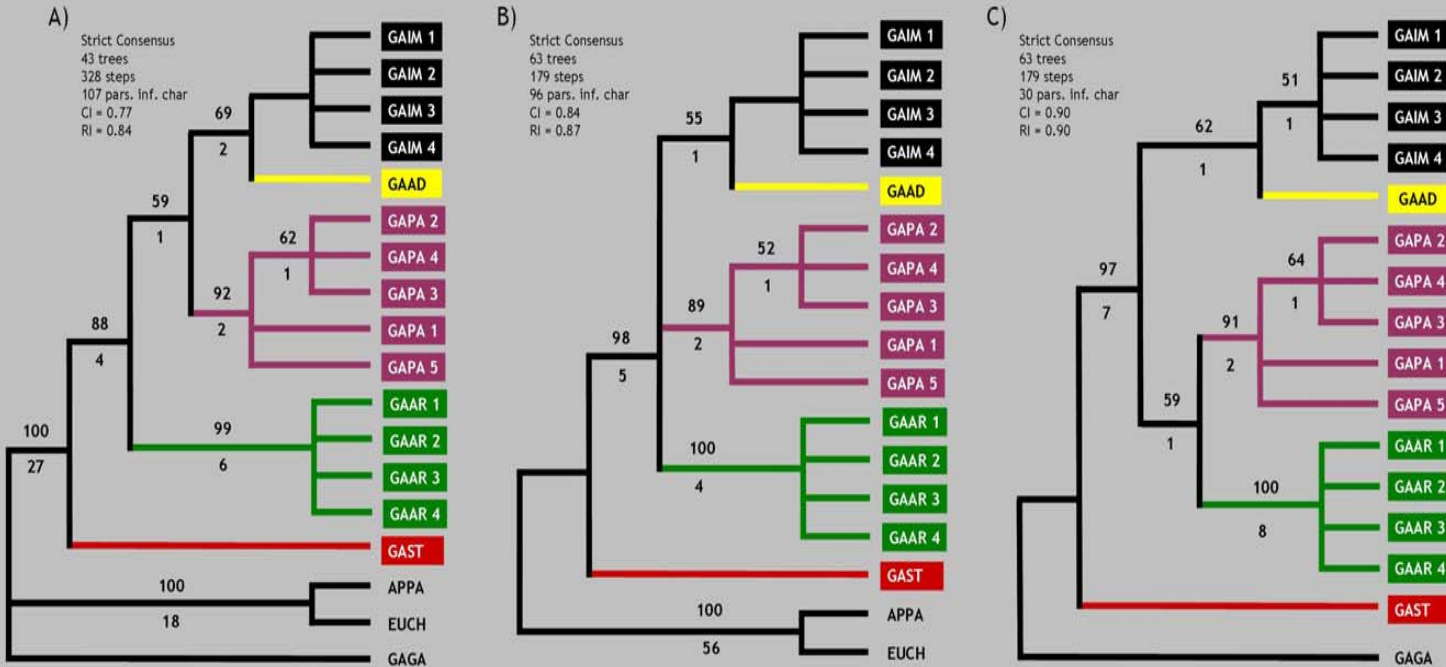 A)
Strict Consensus
43 trees
328 steps
107 pars. inf. char
CI = 0.77
RI = 0.84
GAIM 1
GAIM 2
GAIM 3
GAIM 4
GAAD
GAPA 2
GAPA 4
GAPA 3
GAPA 1
GAPA 5
GAAR 1
GAAR 2
GAAR 3
GAAR 4
GAST
APPA
EUCH
GAGA
69
2
59
1
62
1
92
2
88
4
99
6
100
27
100
18
B)
Strict Consensus
63 trees
179 steps
96 pars. inf. char
CI = 0.84
RI = 0.87
GAIM 1
GAIM 2
GAIM 3
GAIM 4
GAAD
GAPA 2
GAPA 4
GAPA 3
GAPA 1
GAPA 5
GAAR 1
GAAR 2
GAAR 3
GAAR 4
GAST
APPA
EUCH
55
1
52
1
89
2
98
5
100
4
100
56
C)
Strict Consensus
63 trees
179 steps
30 pars. inf. char
CI = 0.90
RI = 0.90
GAIM 1
GAIM 2
GAIM 3
GAIM 4
GAAD
GAPA 2
GAPA 4
GAPA 3
GAPA 1
GAPA 5
GAAR 1
GAAR 2
GAAR 3
GAAR 4
GAST
GAGA
51
1
62
1
97
7
64
1
91
2
59
1
100
8